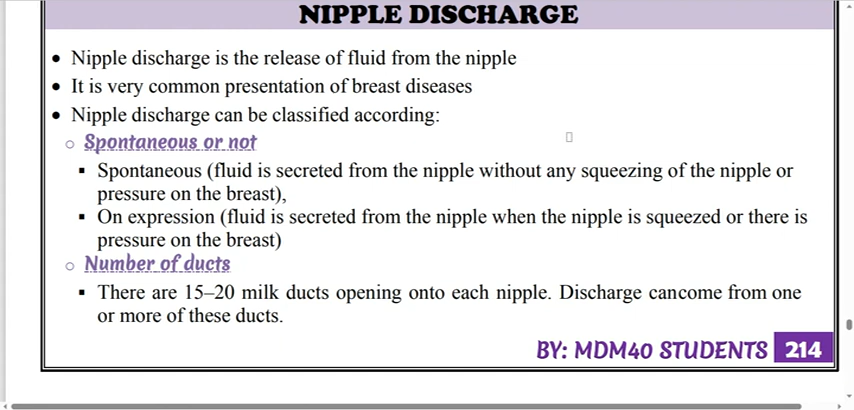 NIPPLE DISCHARGE
• Nipple discharge is the release of fluid from the nipple
• It is very common presentation of breast diseases
• Nipple discharge can be classified according:
○ Spontaneous or not
▪ Spontaneous (fluid is secreted from the nipple without any squeezing of the nipple or
pressure on the breast),
▪ On expression (fluid is secreted from the nipple when the nipple is squeezed or there is
pressure on the breast)
○ Number of ducts
▪ There are 15–20 milk ducts opening onto each nipple. Discharge cancome from one
or more of these ducts.
BY: MDM40 STUDENTS 214